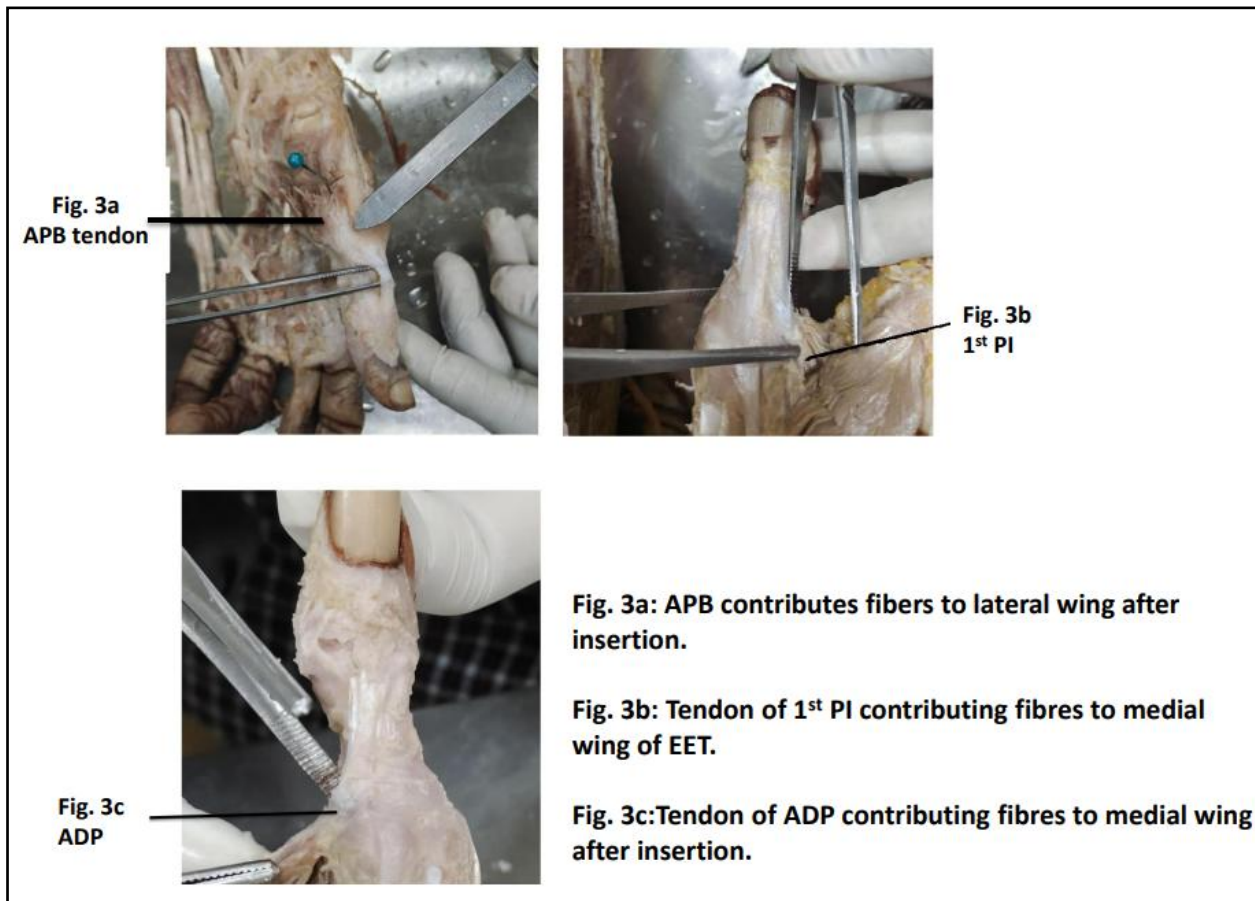 Fig. 3a
APB tendon
Fig. 3b
1st PI
Fig. 3c
ADP
Fig. 3a: APB contributes fibers to lateral wing after
insertion.
Fig. 3b: Tendon of 1st PI contributing fibres to medial
wing of EET.
Fig. 3c:Tendon of ADP contributing fibres to medial wing
after insertion.